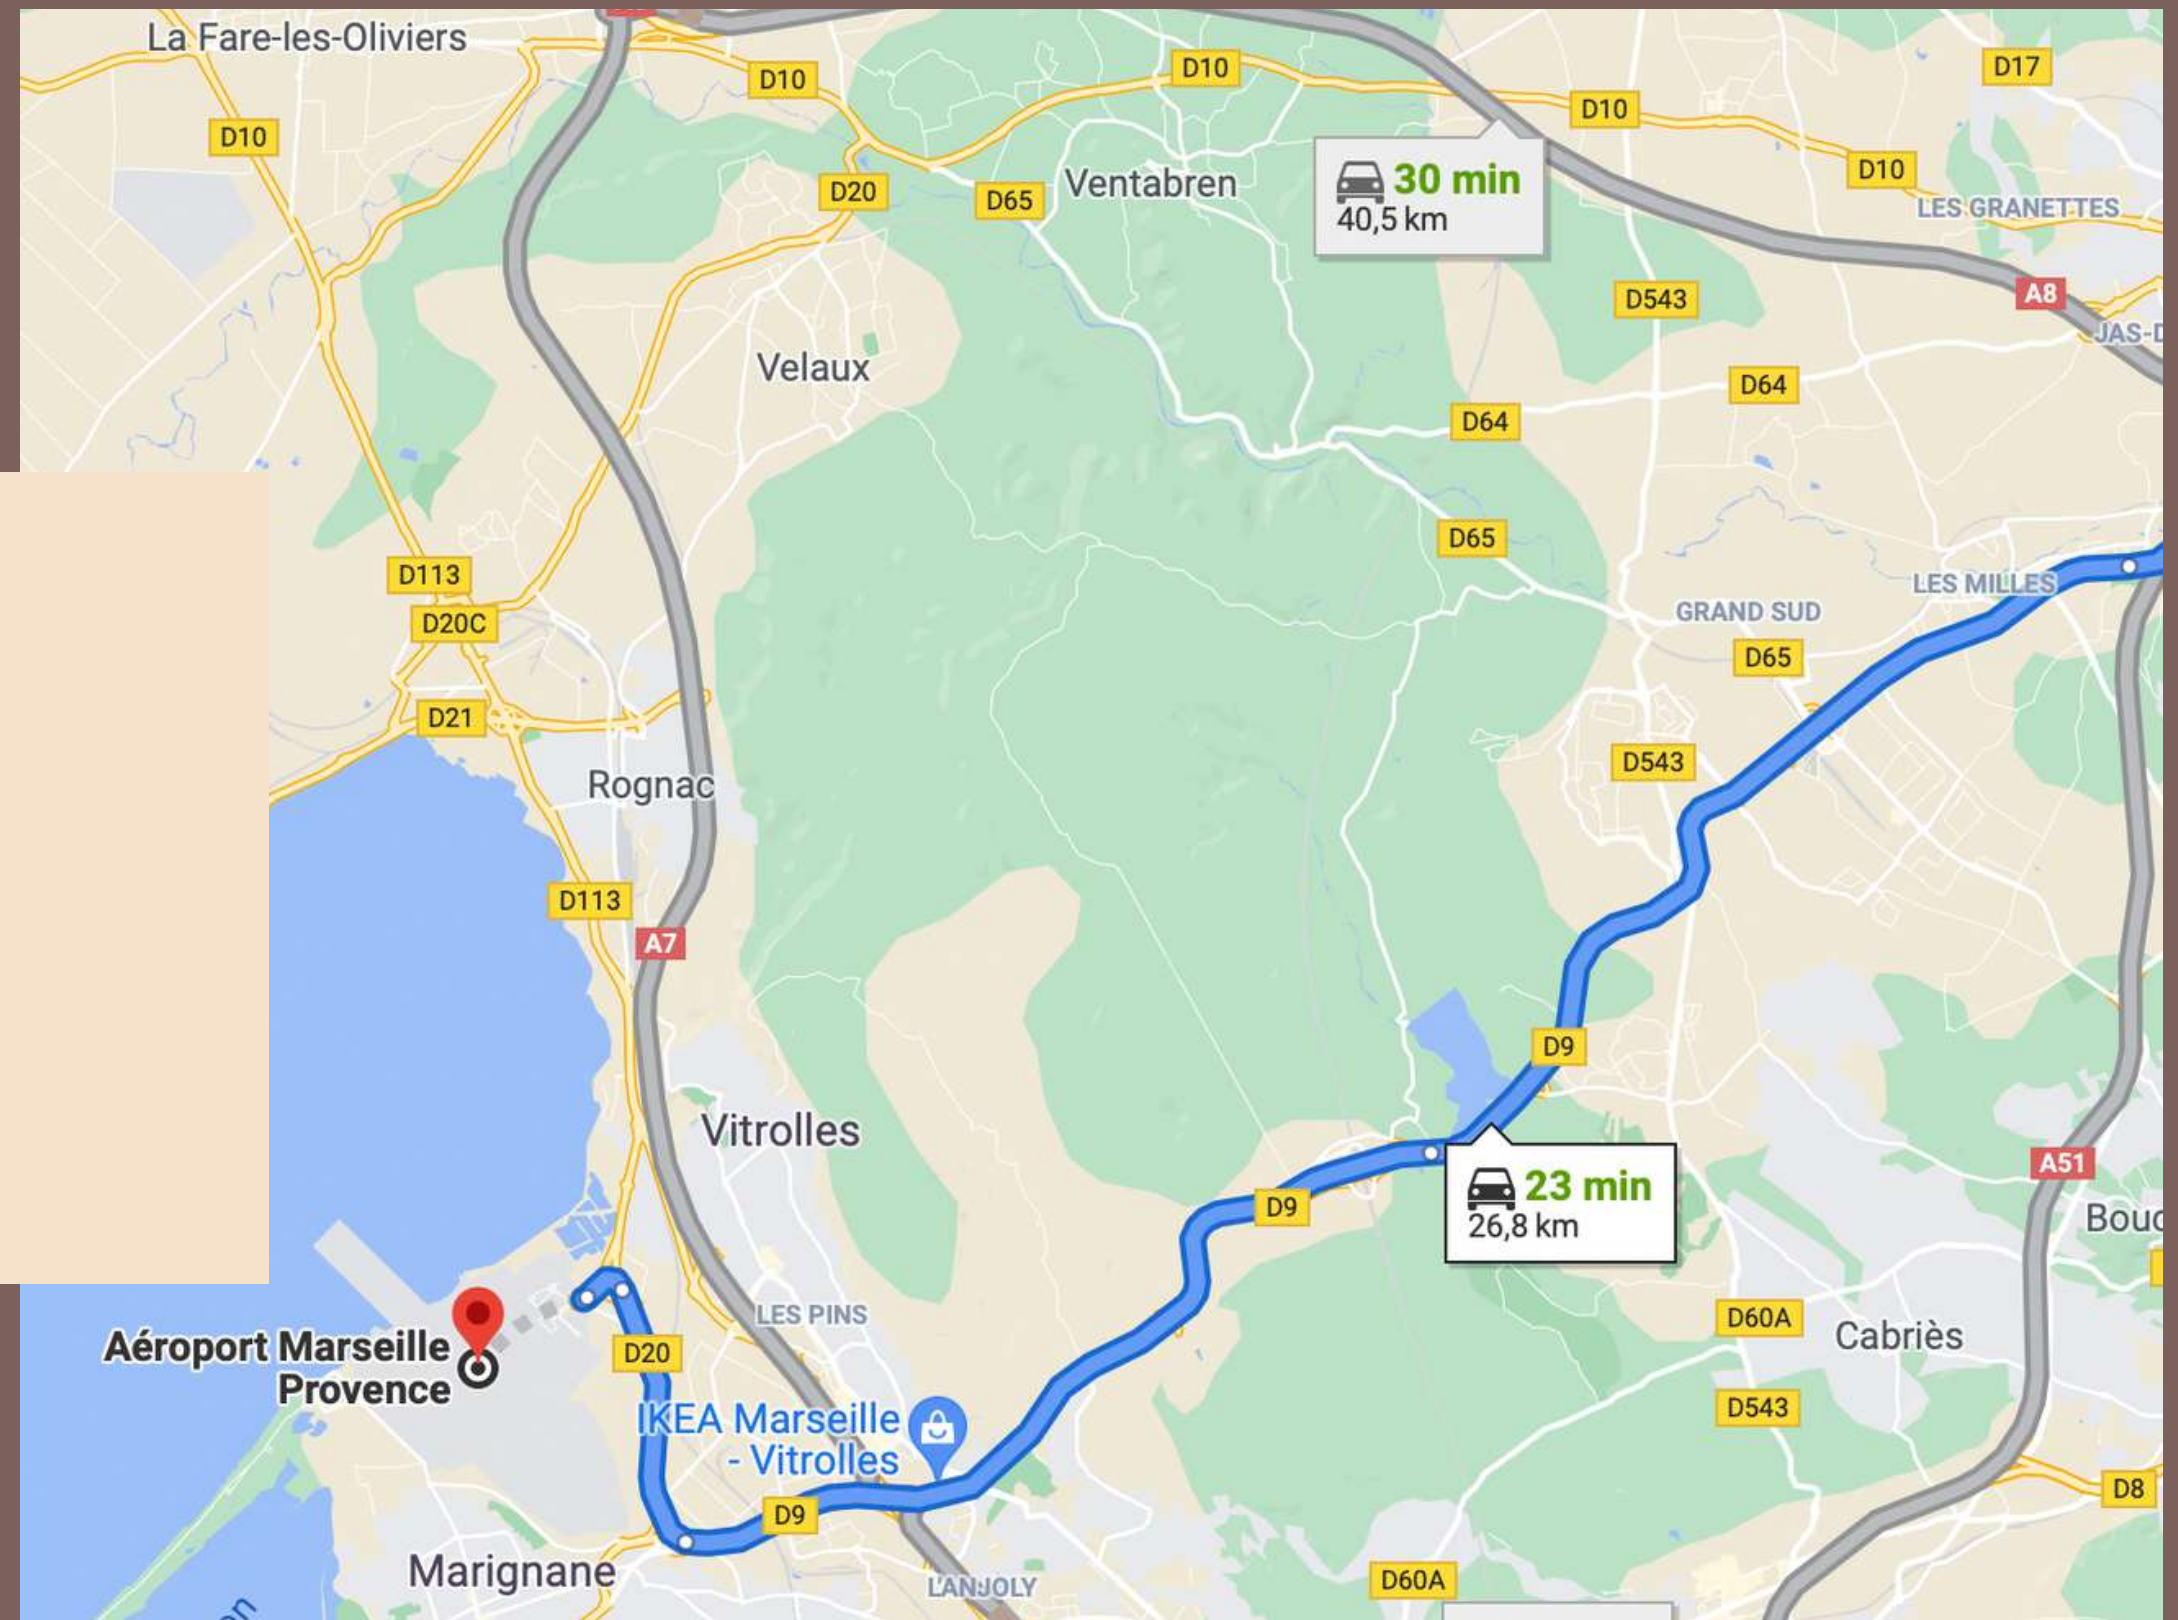 La Fare-les-Oliviers
D10
D10
D10
D17
D10
D10
D20
D65
Ventabren
30 min
40,5 km
LES GRANETTES
D543
A8
JAS-D
Velaux
D64
D64
D65
D113
D20C
LES MILLES
GRAND SUD
D65
D21
Rognac
D543
D113
A7
D9
Vitrolles
A51
23 min
26,8 km
D9
Bouc
LES PINS
D60A
Cabriès
Aéroport Marseille
Provence
D20
D543
IKEA Marseille
- Vitrolles
D8
D9
Marignane
LANJOLY
D60A
on